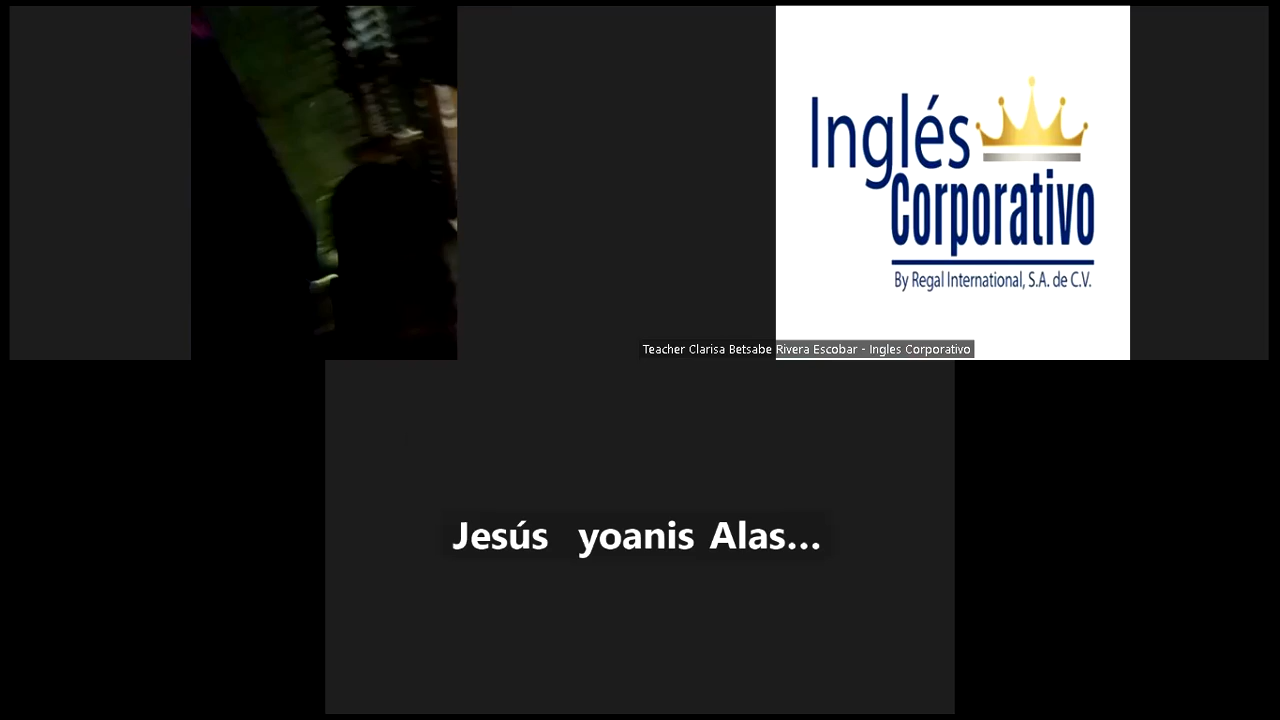 Inglés
Corporativo
By Regal International, S.A. de C.V.
Teacher Clarisa Betsabe Rivera Escobar - Ingles Corporativo
Jesús yoanis Alas...